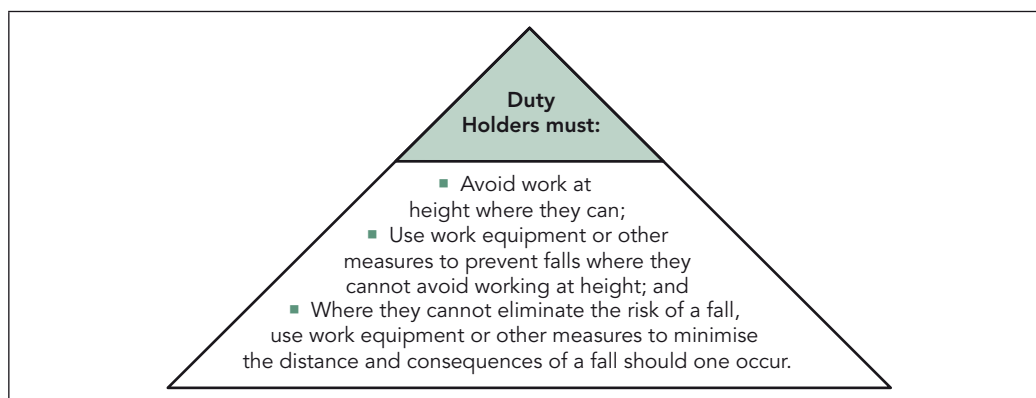 Duty
Holders must:
▪ Avoid work at
height where they can;
▪ Use work equipment or other
measures to prevent falls where they
cannot avoid working at height; and
▪ Where they cannot eliminate the risk of a fall,
use work equipment or other measures to minimise
the distance and consequences of a fall should one occur.